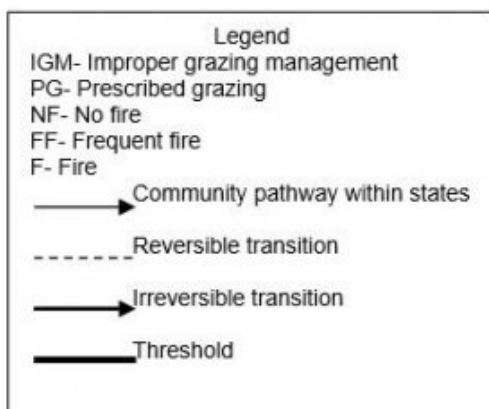 Legend
IGM- Improper grazing management
PG- Prescribed grazing
NF- No fire
FF- Frequent fire
F- Fire
Community pathway within states
Reversible transition
Irreversible transition
Threshold